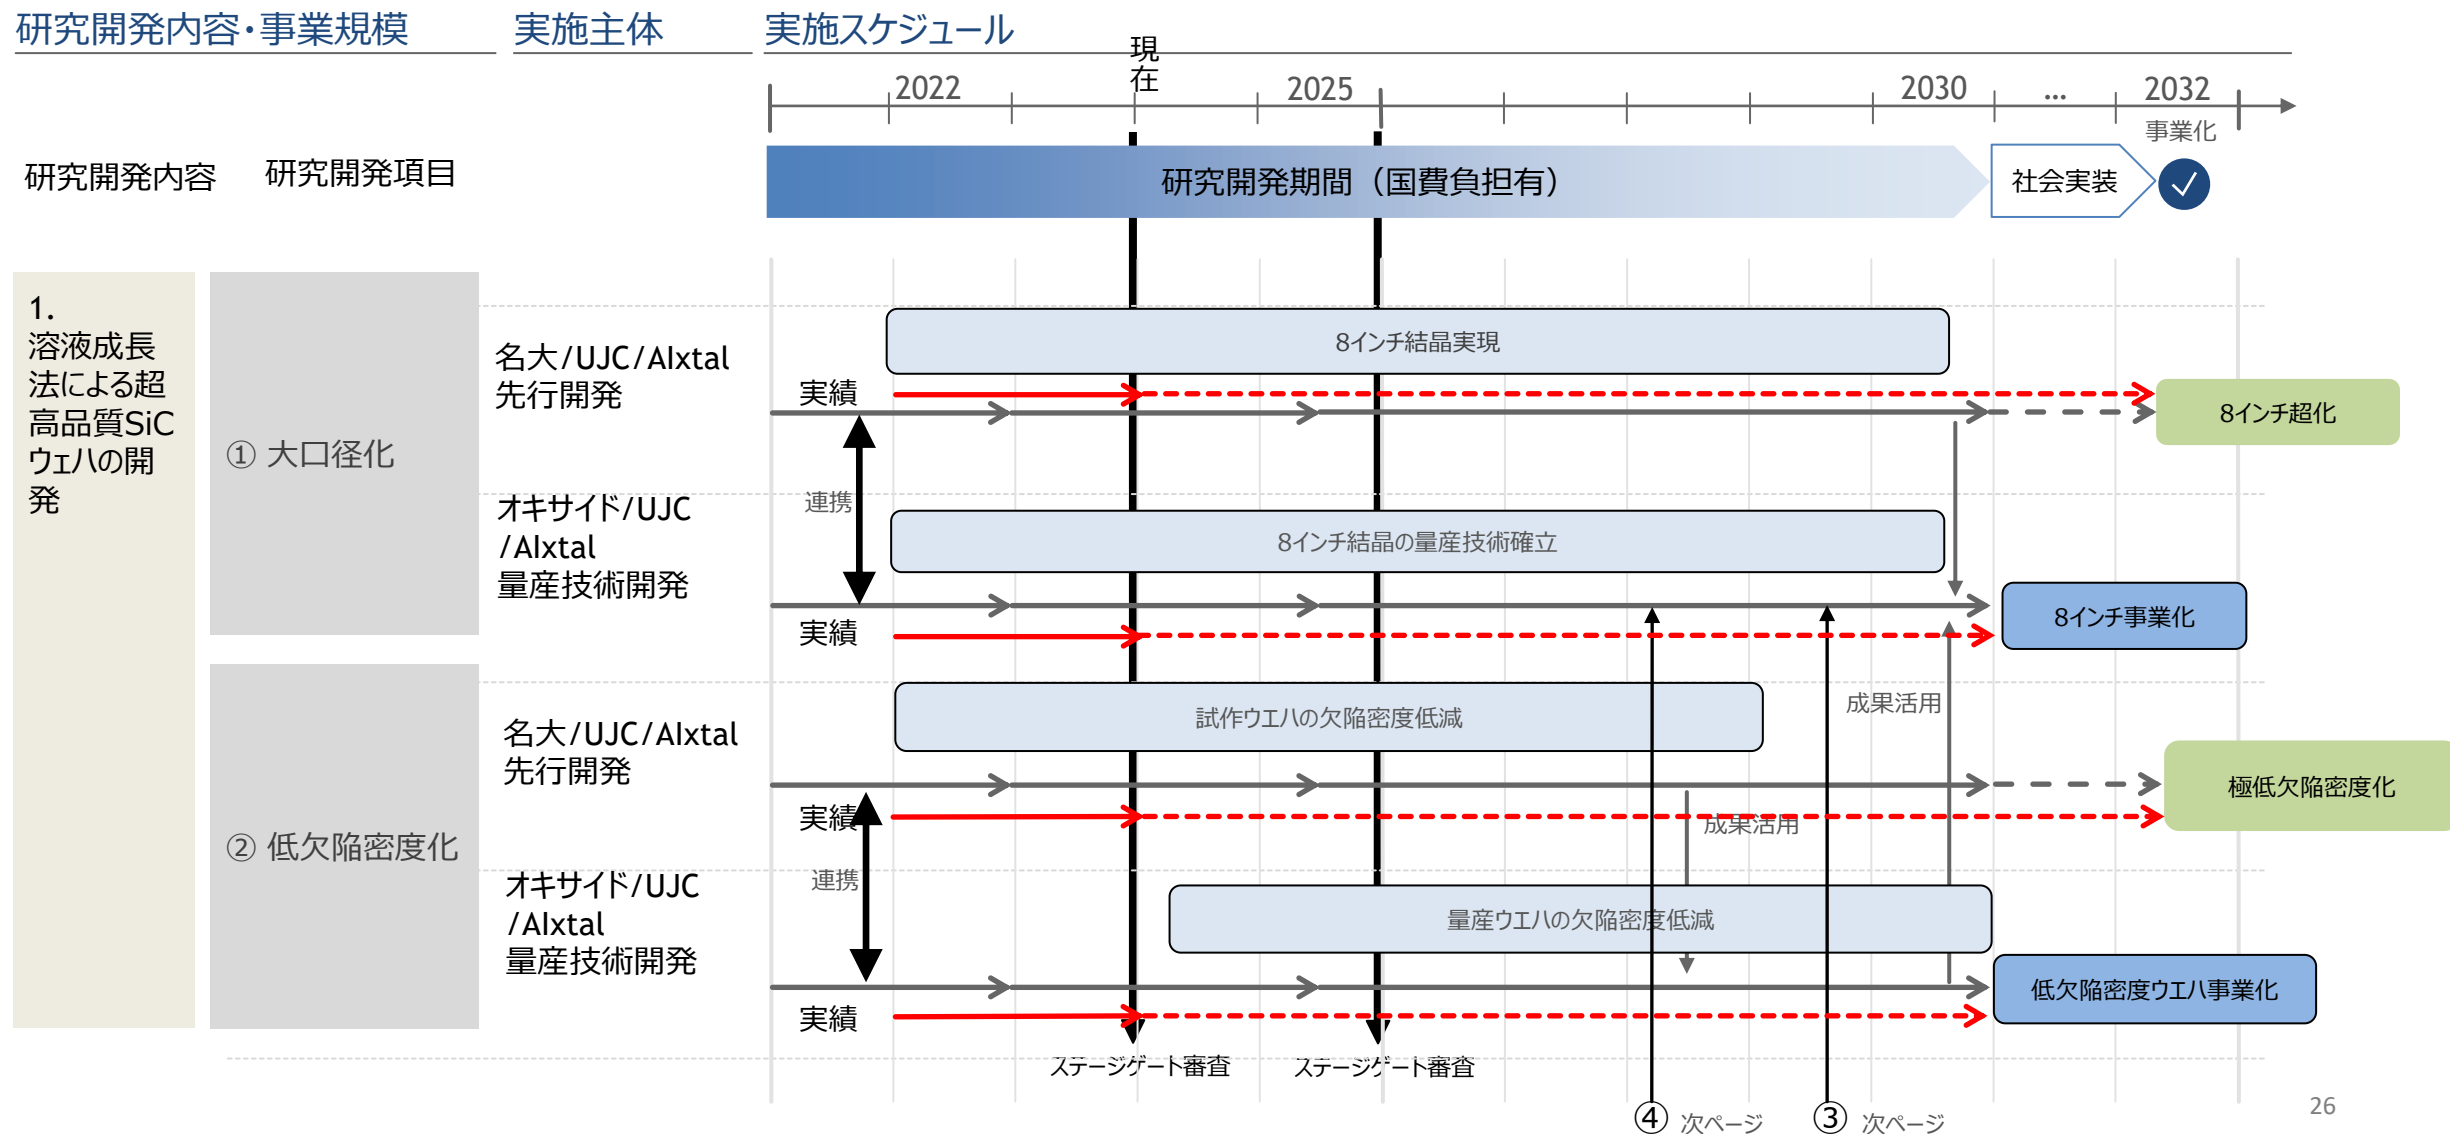 研究開発内容・事業規模
実施主体
実施スケジュール
現
在
2022
2025
2030
...
2032
事業化
研究開発内容
研究開発項目
研究開発期間（国費負担有）
社会実装
1.
溶液成長
法による超
高品質SiC
ウェハの開
発
① 大口径化
名大/UJC/AIxtal
先行開発
8インチ結晶実現
実績
8インチ超化
連携
オキサイド/UJC
/AIxtal
量産技術開発
8インチ結晶の量産技術確立
実績
8インチ事業化
② 低欠陥密度化
名大/UJC/AIxtal
先行開発
試作ウエハの欠陥密度低減
成果活用
実績
成果活用
極低欠陥密度化
連携
オキサイド/UJC
/AIxtal
量産技術開発
量産ウエハの欠陥密度低減
実績
低欠陥密度ウエハ事業化
ステージゲート審査
ステージゲート審査
④ 次ページ
③ 次ページ
26